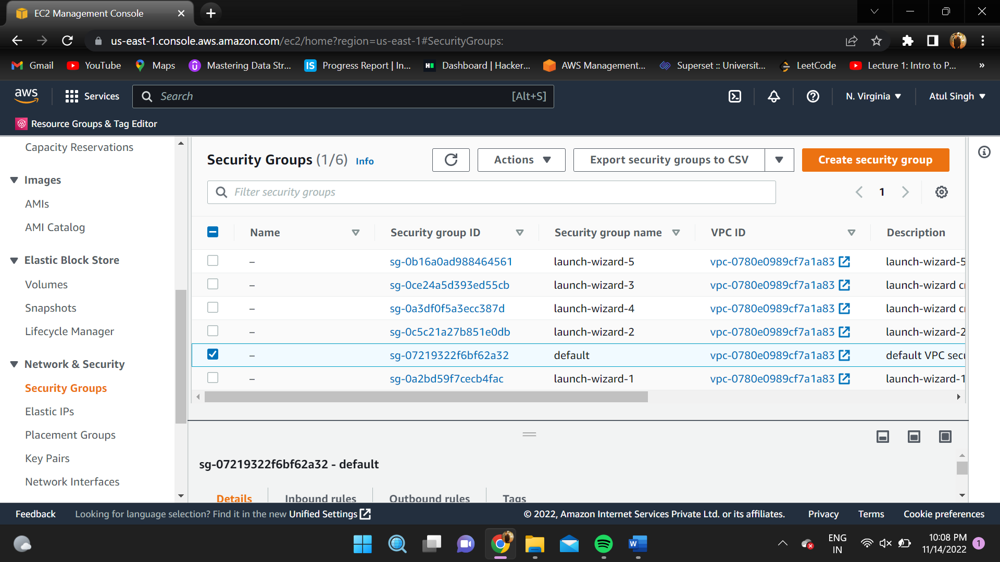 EC2 Management Console
us-east-1.console.aws.amazon.com/ec2/home?region=us-east-1#SecurityGroups:
Gmail YouTube Maps Mastering Data Str... IS Progress Report | In... Dashboard | Hacker... AWS Management... Superset :: Universit... LeetCode Lecture 1: Intro to P... »
aws Services Search [Alt+S] N. Virginia Atul Singh
Resource Groups & Tag Editor
Capacity Reservations
Images
AMIs
AMI Catalog
Elastic Block Store
Volumes
Snapshots
Lifecycle Manager
Network & Security
Security Groups
Elastic IPs
Placement Groups
Key Pairs
Network Interfaces
Security Groups (1/6) Info Actions Export security groups to CSV Create security group
Filter security groups 1
Name Security group ID Security group name VPC ID Description
– sg-0b16a0ad988464561 launch-wizard-5 vpc-0780e0989cf7a1a83 launch-wizard-5
– sg-0ce24a5d393ed55cb launch-wizard-3 vpc-0780e0989cf7a1a83 launch-wizard cr
– sg-0a3df0f5a3ecc387d launch-wizard-4 vpc-0780e0989cf7a1a83 launch-wizard cr
– sg-0c5c21a27b851e0db launch-wizard-2 vpc-0780e0989cf7a1a83 launch-wizard-2
– sg-07219322f6bf62a32 default vpc-0780e0989cf7a1a83 default VPC secu
– sg-0a2bd59f7cecb4fac launch-wizard-1 vpc-0780e0989cf7a1a83 launch-wizard-1
sg-07219322f6bf62a32 - default
Details Inbound rules Outbound rules Tags
Feedback Looking for language selection? Find it in the new Unified Settings © 2022, Amazon Internet Services Private Ltd. or its affiliates. Privacy Terms Cookie preferences
ENG
IN
10:08 PM
11/14/2022
1